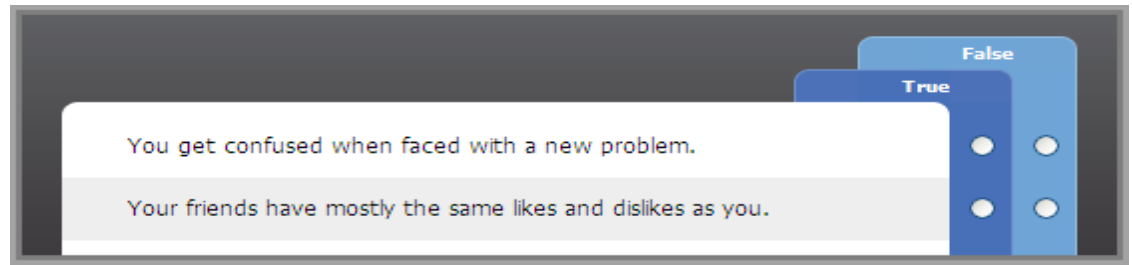 False
True
You get confused when faced with a new problem.
Your friends have mostly the same likes and dislikes as you.